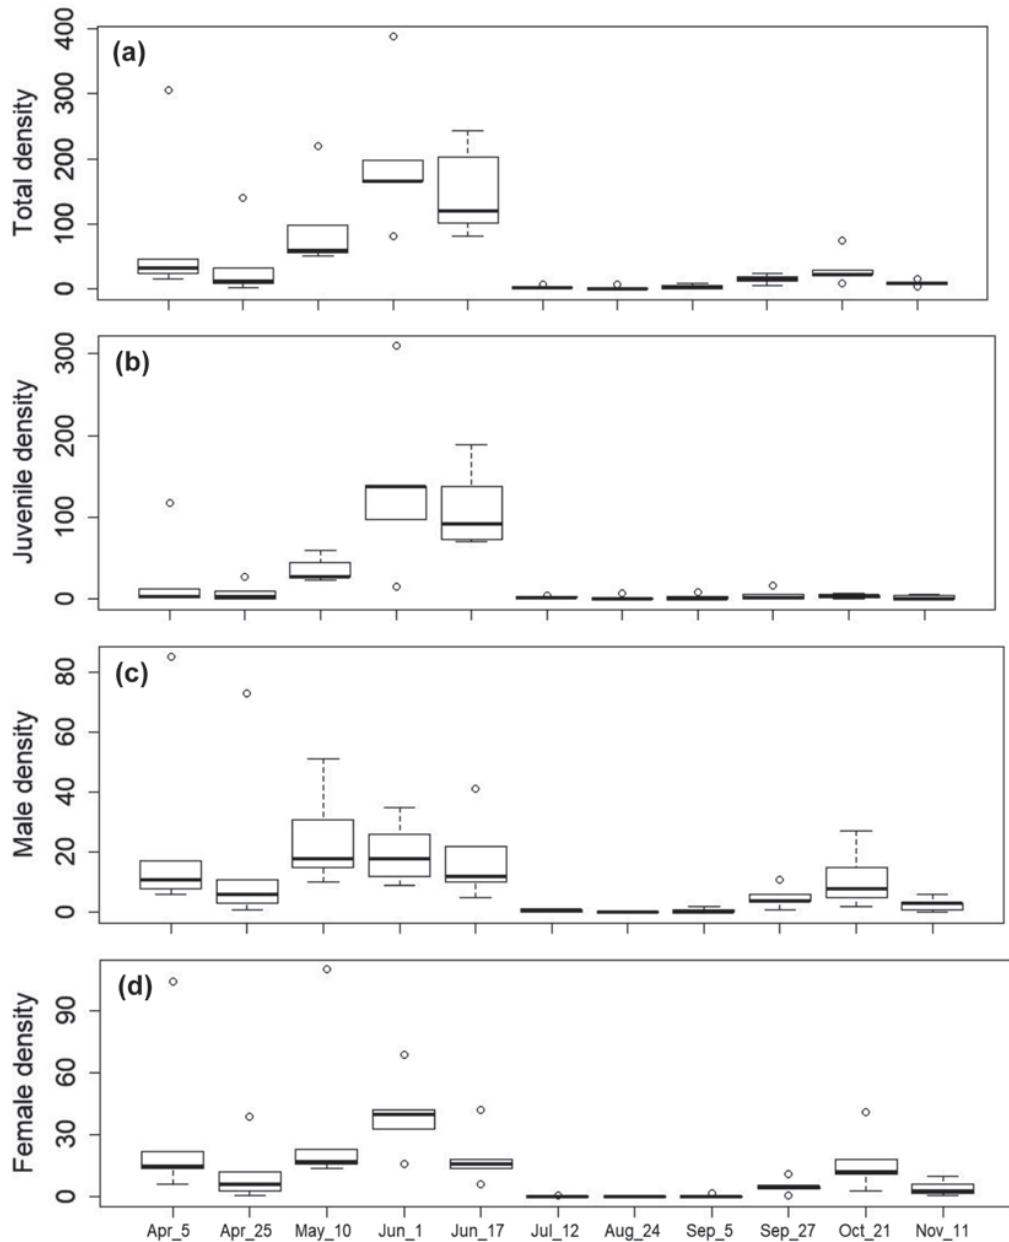 (a)
Total density
400
300
200
100
0
(b)
Juvenile density
300
200
100
0
(c)
Male density
80
60
40
20
0
(d)
Female density
90
60
30
0
Apr_5 Apr_25 May_10 Jun_1 Jun_17 Jul_12 Aug_24 Sep_5 Sep_27 Oct_21 Nov_11